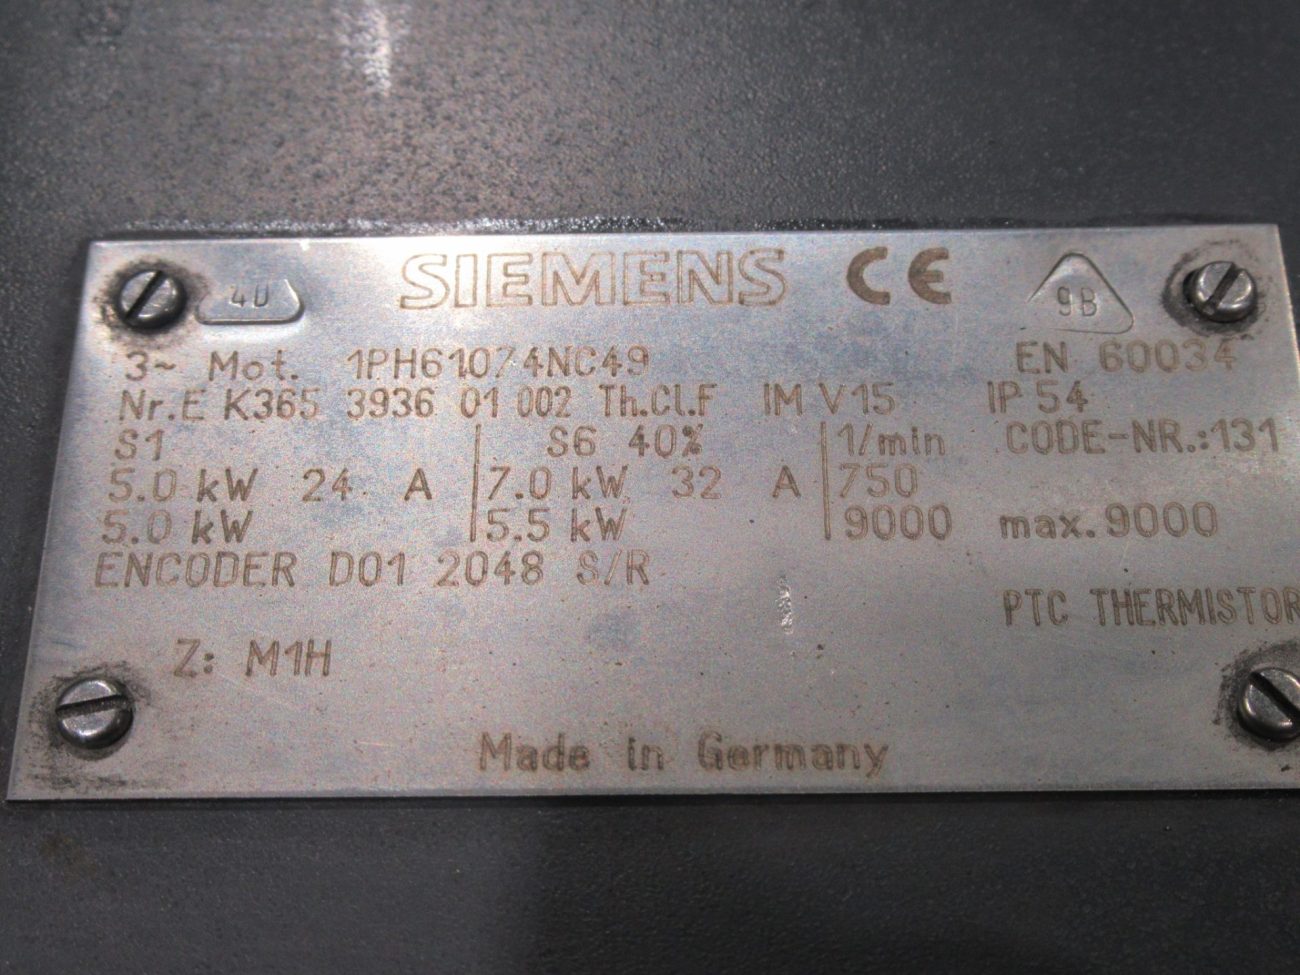 4U SIEMENS CE 9B
3~ Mot. 1PH61074NC49 EN 60034
Nr.E K365 3936 01 002 Th.Cl.F IM V15 IP 54
S1 S6 40% 1/min CODE-NR.:131
5.0 kW 24 A 7.0 kW 32 A 750
5.0 kW 5.5 kW 9000 max.9000
ENCODER D01 2048 S/R
PTC THERMISTOR
Z: M1H
Made in Germany